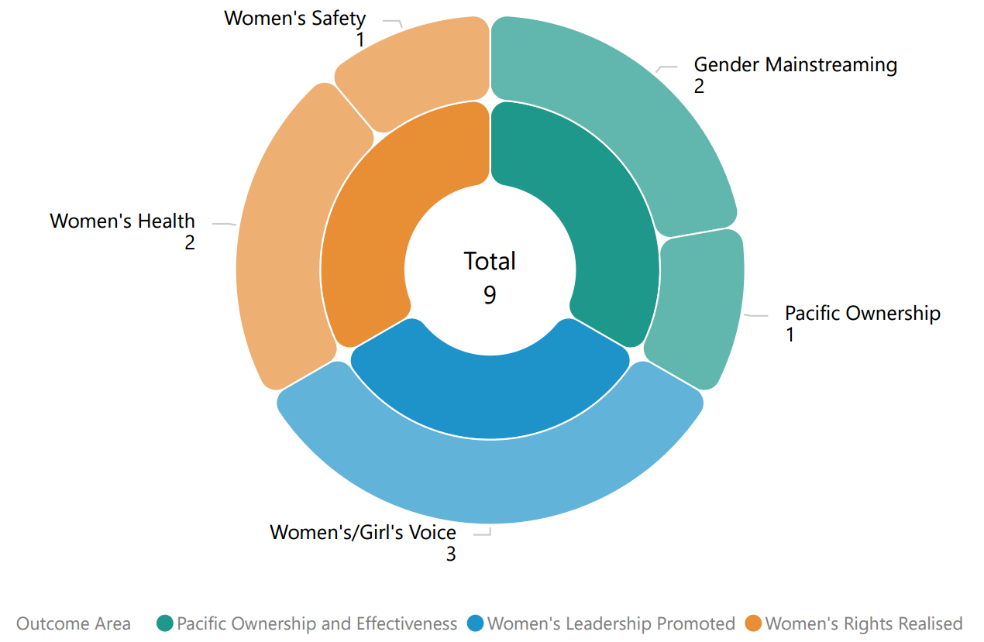 Women's Safety
1
Gender Mainstreaming
2
Women's Health
2
Total
9
Pacific Ownership
1
Women's/Girl's Voice
3
Outcome Area Pacific Ownership and Effectiveness Women's Leadership Promoted Women's Rights Realised